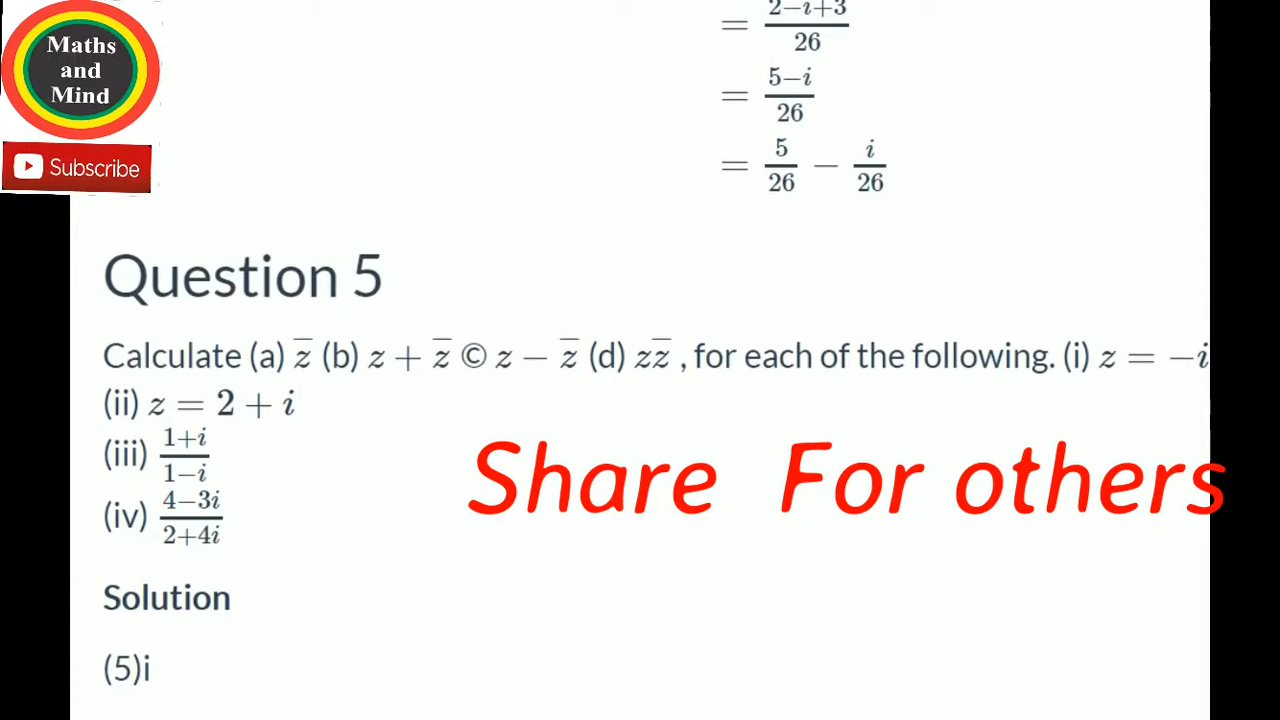 Maths
and
Mind
Subscribe
= 2−i+3/26
= 5−i/26
= 5/26 − i/26
Question 5
Calculate (a) z̅ (b) z + z̅ © z − z̅ (d) zz̅ , for each of the following. (i) z = −i
(ii) z = 2 + i
(iii) 1+i/1−i
(iv) 4−3i/2+4i
Share For others
Solution
(5)i